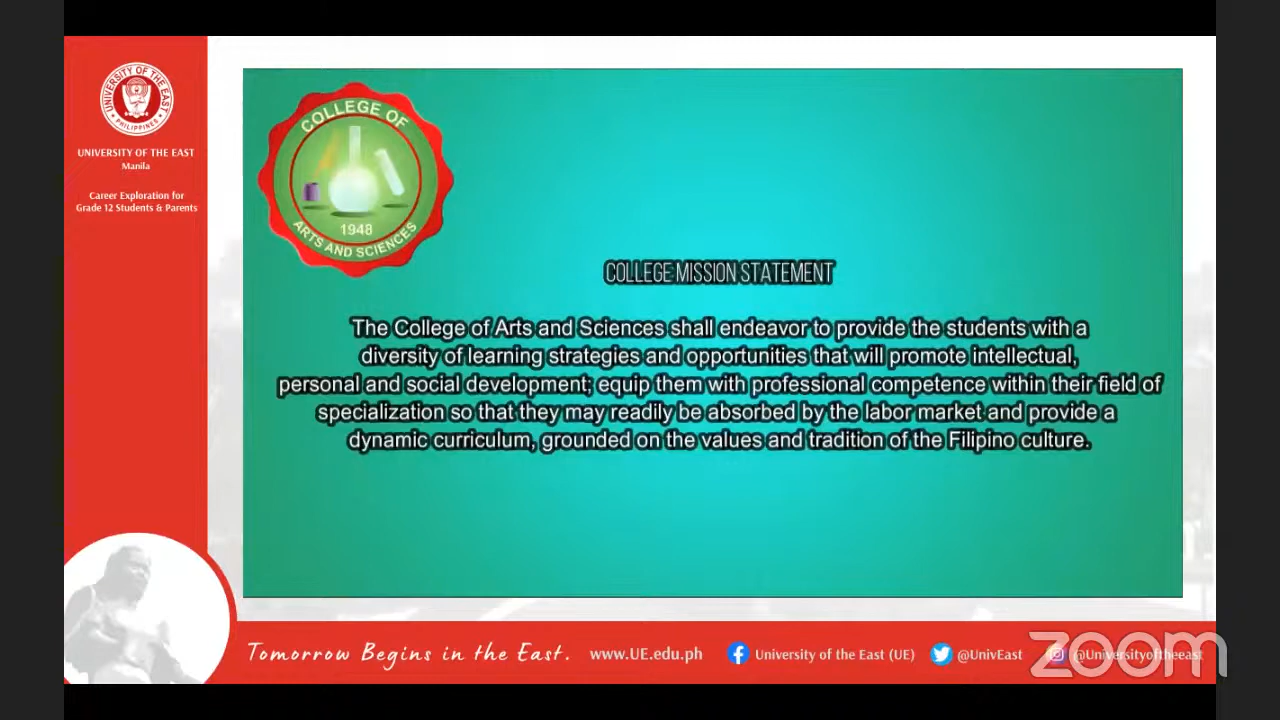 UNIVERSITY OF THE EAST
PHILIPPINES
UNIVERSITY OF THE EAST
Manila
Career Exploration for
Grade 12 Students & Parents
COLLEGE OF
1948
ARTS AND SCIENCES
COLLEGE MISSION STATEMENT
The College of Arts and Sciences shall endeavor to provide the students with a
diversity of learning strategies and opportunities that will promote intellectual,
personal and social development; equip them with professional competence within their field of
specialization so that they may readily be absorbed by the labor market and provide a
dynamic curriculum, grounded on the values and tradition of the Filipino culture.
Tomorrow Begins in the East. www.UE.edu.ph University of the East (UE) @UnivEast @Universityoftheeast
zoom